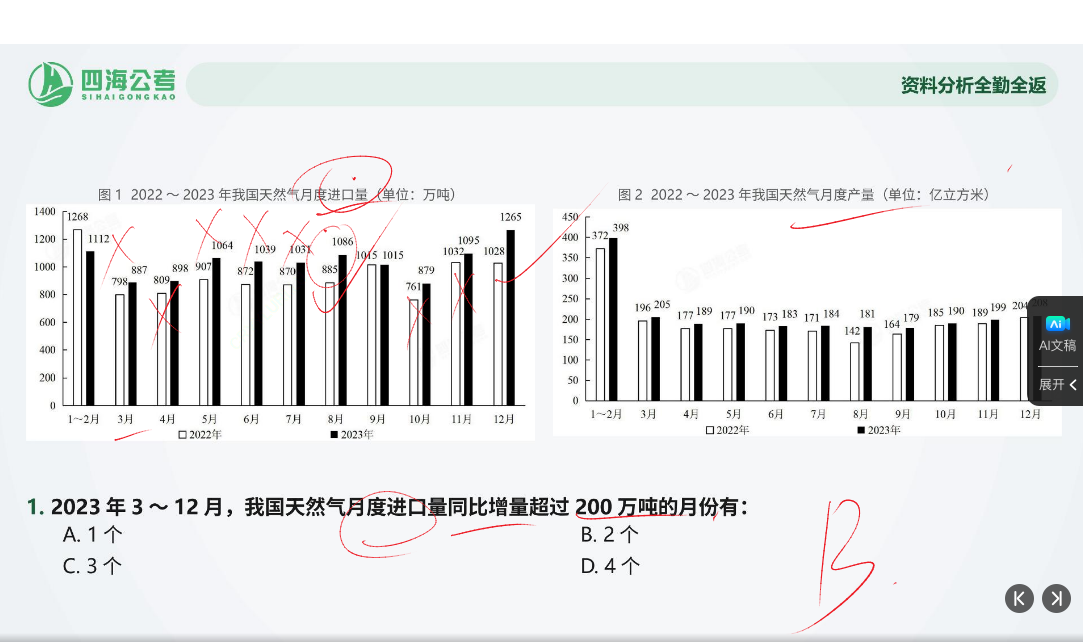 四海公考
SIHAIGONGKAO
资料分析全勤全返
图 1 2022 ～ 2023 年我国天然气月度进口量（单位：万吨）
1400
1200
1000
800
600
400
200
0
1268 1112 798 887 809 898 907 1064 872 1039 870 1031 885 1086 1015 1015 761 879 1032 1095 1028 1265
1～2月 3月 4月 5月 6月 7月 8月 9月 10月 11月 12月
2022年 2023年
图 2 2022 ～ 2023 年我国天然气月度产量（单位：亿立方米）
450
400
350
300
250
200
150
100
50
0
372 398 196 205 177 189 177 190 173 183 171 184 142 181 164 179 185 190 189 199 204
1～2月 3月 4月 5月 6月 7月 8月 9月 10月 11月 12月
2022年 2023年
Ai
AI文稿
展开
1. 2023 年 3 ～ 12 月，我国天然气月度进口量同比增量超过 200 万吨的月份有：
A. 1 个
B. 2 个
C. 3 个
D. 4 个
B